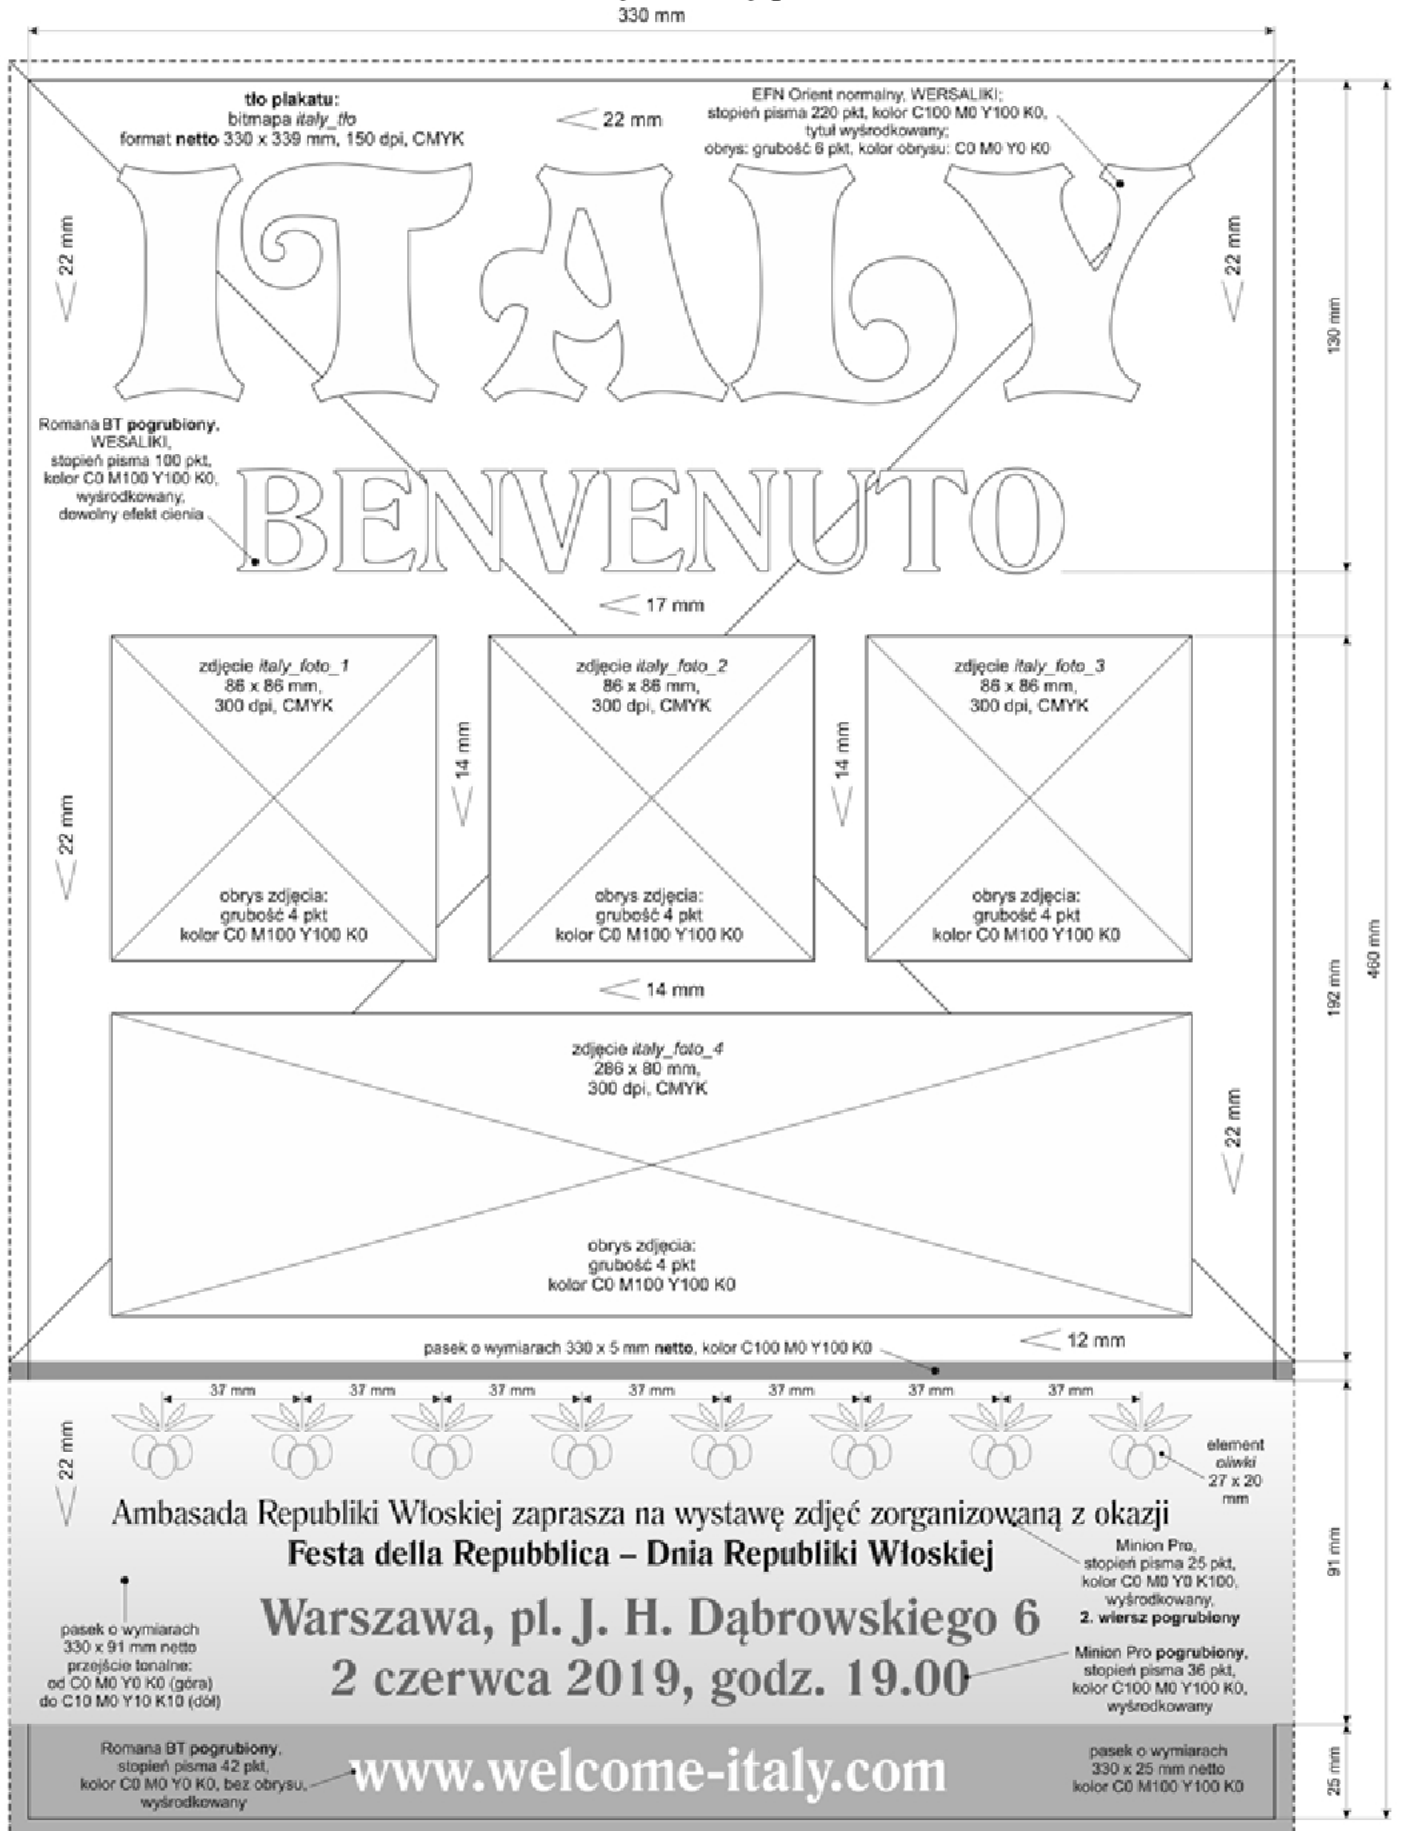 330 mm
tło plakatu:
bitmapa italy_tło
format netto 330 x 339 mm, 150 dpi, CMYK
22 mm
EFN Orient normalny, WERSALIKI;
stopień pisma 220 pkt, kolor C100 M0 Y100 K0,
tytuł wyśrodkowany;
obrys: grubość 6 pkt, kolor obrysu: C0 M0 Y0 K0
ITALY
22 mm
22 mm
130 mm
Romana BT pogrubiony,
WESALIKI,
stopień pisma 100 pkt,
kolor C0 M100 Y100 K0,
wyśrodkowany,
dowolny efekt cienia
BENVENUTO
17 mm
zdjęcie italy_foto_1
86 x 86 mm,
300 dpi, CMYK
obrys zdjęcia:
grubość 4 pkt
kolor C0 M100 Y100 K0
14 mm
zdjęcie italy_foto_2
86 x 86 mm,
300 dpi, CMYK
obrys zdjęcia:
grubość 4 pkt
kolor C0 M100 Y100 K0
14 mm
zdjęcie italy_foto_3
86 x 86 mm,
300 dpi, CMYK
obrys zdjęcia:
grubość 4 pkt
kolor C0 M100 Y100 K0
22 mm
14 mm
192 mm
460 mm
zdjęcie italy_foto_4
286 x 80 mm,
300 dpi, CMYK
obrys zdjęcia:
grubość 4 pkt
kolor C0 M100 Y100 K0
22 mm
12 mm
pasek o wymiarach 330 x 5 mm netto, kolor C100 M0 Y100 K0
37 mm 37 mm 37 mm 37 mm 37 mm 37 mm 37 mm
22 mm
element
oliwki
27 x 20
mm
Ambasada Republiki Włoskiej zaprasza na wystawę zdjęć zorganizowaną z okazji
Festa della Repubblica – Dnia Republiki Włoskiej
Minion Pro,
stopień pisma 25 pkt,
kolor C0 M0 Y0 K100,
wyśrodkowany,
2. wiersz pogrubiony
91 mm
Warszawa, pl. J. H. Dąbrowskiego 6
2 czerwca 2019, godz. 19.00
pasek o wymiarach
330 x 91 mm netto
przejście tonalne:
od C0 M0 Y0 K0 (góra)
do C10 M0 Y10 K10 (dół)
Minion Pro pogrubiony,
stopień pisma 36 pkt,
kolor C100 M0 Y100 K0,
wyśrodkowany
Romana BT pogrubiony,
stopień pisma 42 pkt,
kolor C0 M0 Y0 K0, bez obrysu,
wyśrodkowany
www.welcome-italy.com
pasek o wymiarach
330 x 25 mm netto
kolor C0 M100 Y100 K0
25 mm